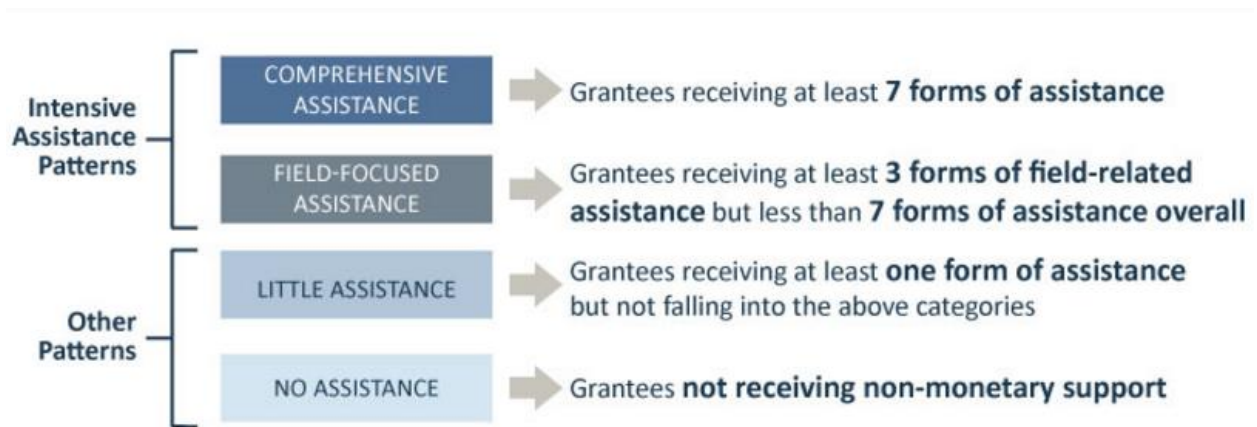 Intensive
Assistance
Patterns
COMPREHENSIVE
ASSISTANCE
Grantees receiving at least 7 forms of assistance
FIELD-FOCUSED
ASSISTANCE
Grantees receiving at least 3 forms of field-related
assistance but less than 7 forms of assistance overall
Other
Patterns
LITTLE ASSISTANCE
Grantees receiving at least one form of assistance
but not falling into the above categories
NO ASSISTANCE
Grantees not receiving non-monetary support